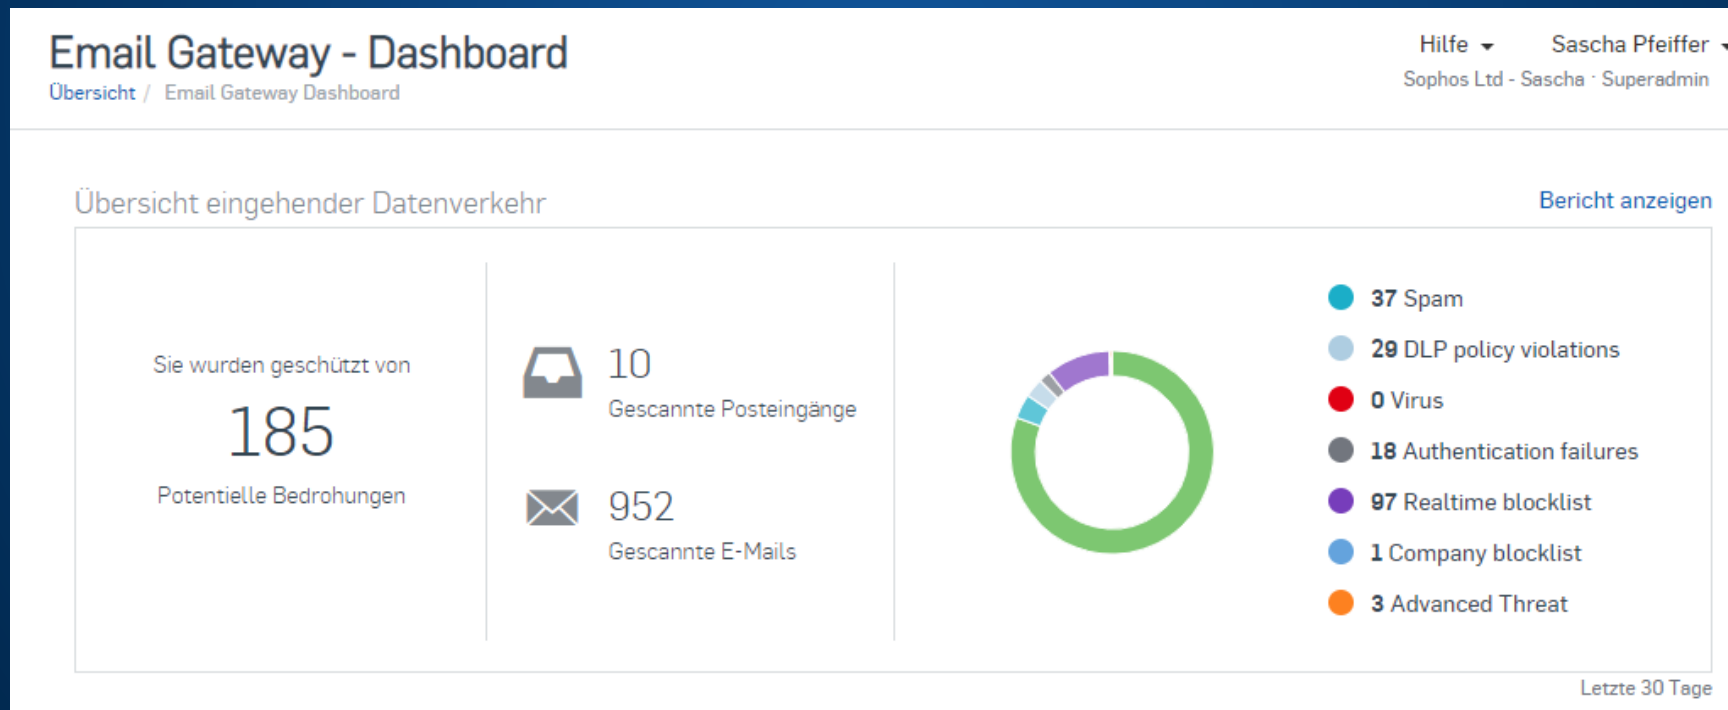 Email Gateway - Dashboard
Übersicht / Email Gateway Dashboard
Hilfe
Sascha Pfeiffer
Sophos Ltd - Sascha · Superadmin
Übersicht eingehender Datenverkehr
Bericht anzeigen
Sie wurden geschützt von
185
Potentielle Bedrohungen
10
Gescannte Posteingänge
952
Gescannte E-Mails
37 Spam
29 DLP policy violations
0 Virus
18 Authentication failures
97 Realtime blocklist
1 Company blocklist
3 Advanced Threat
Letzte 30 Tage